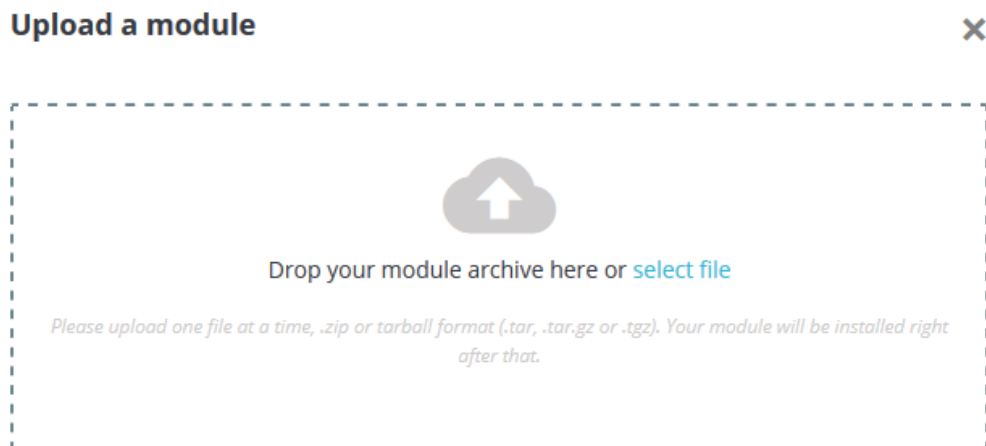 Upload a module
Drop your module archive here or select file
Please upload one file at a time, .zip or tarball format (.tar, .tar.gz or .tgz). Your module will be installed right
after that.